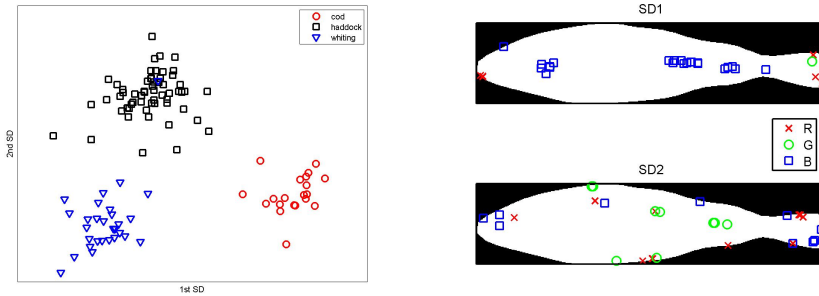 cod
haddock
whiting
2nd SD
1st SD
SD1
R
G
B
SD2